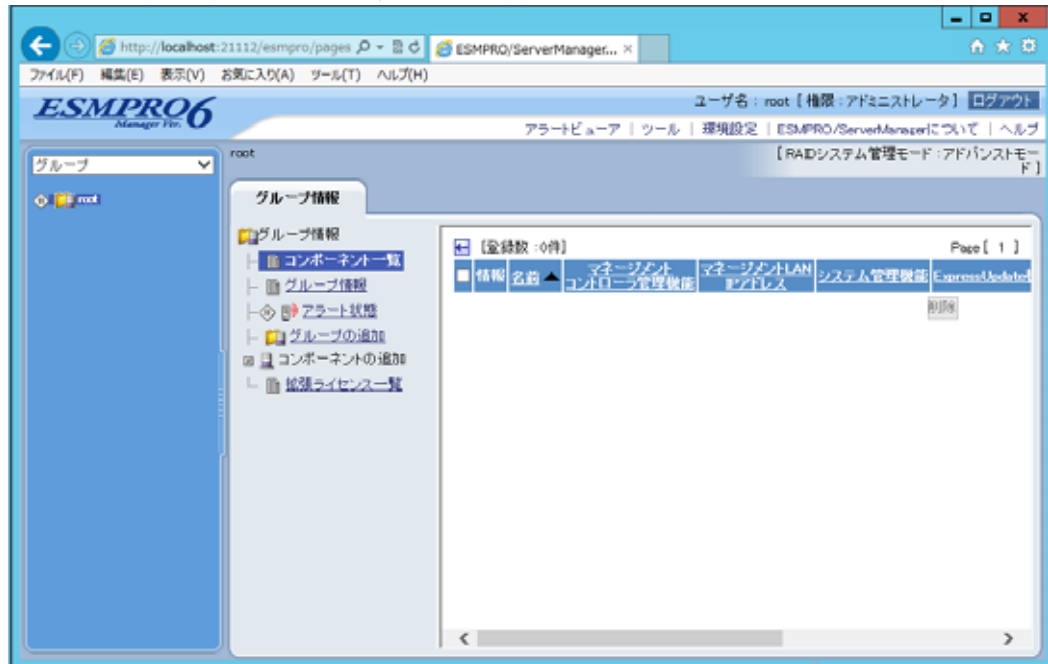 http://localhost:21112/esmpro/pages
ESMPRO/ServerManager... ×
ファイル(F) 編集(E) 表示(V) お気に入り(A) ツール(T) ヘルプ(H)
ESMPRO6
Manager Ver.
ユーザ名 : root [ 権限 : アドミニストレータ ] ログアウト
アラートビューア | ツール | 環境設定 | ESMPRO/ServerManagerについて | ヘルプ
グループ
root
root
[ RAIDシステム管理モード : アドバンストモー
ド ]
グループ情報
グループ情報
コンポーネント一覧
グループ情報
アラート状態
グループの追加
コンポーネントの追加
拡張ライセンス一覧
[登録数 : 0件] Page [ 1 ]
情報 名前▲ マネージメント
コントローラ管理機能 マネージメントLAN
IPアドレス システム管理機能 ExpressUpdate
削除